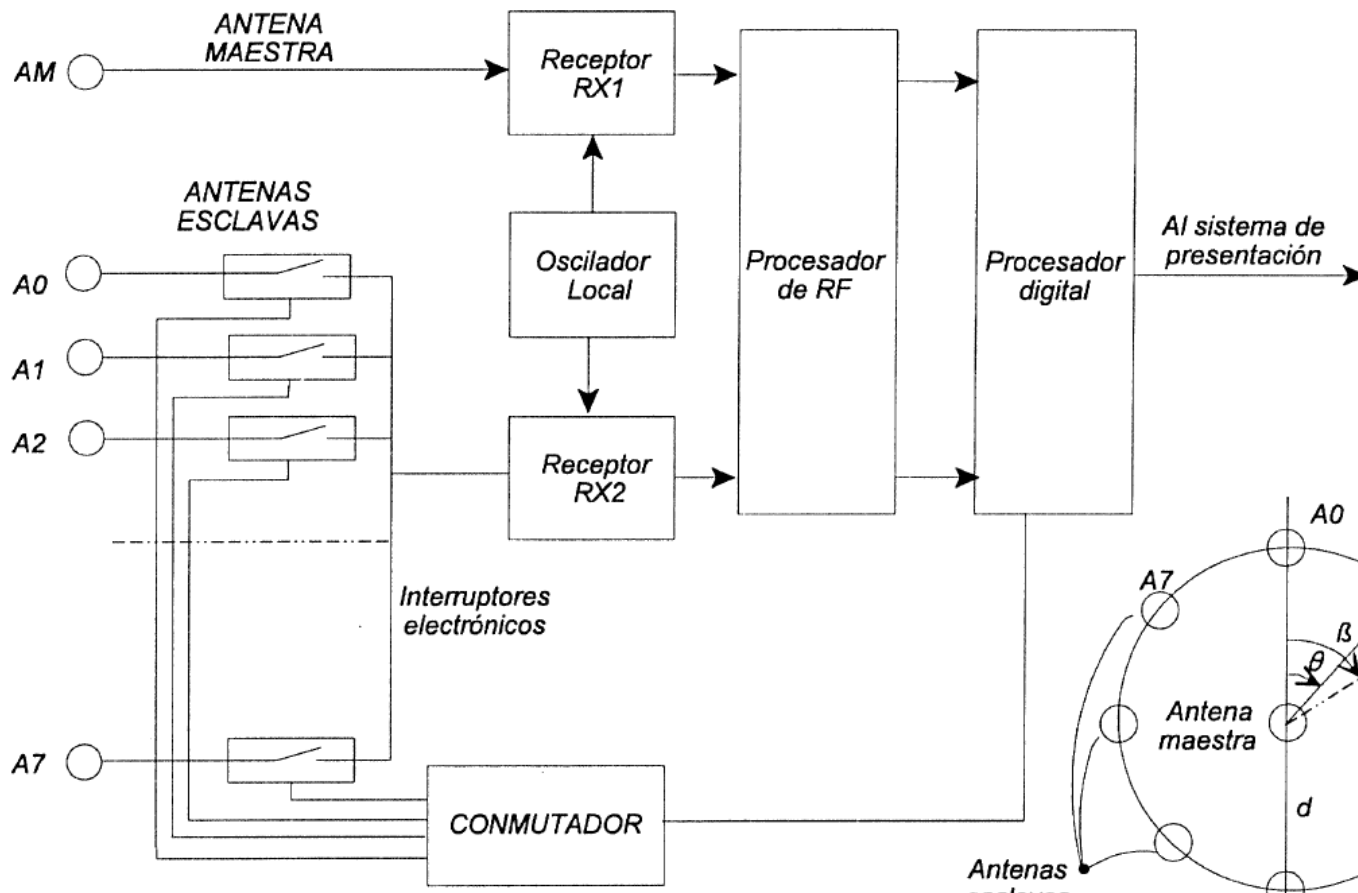 ANTENA
MAESTRA
AM
Receptor
RX1
ANTENAS
ESCLAVAS
A0
A1
A2
A7
Oscilador
Local
Procesador
de RF
Procesador
digital
Al sistema de
presentación
Receptor
RX2
Interruptores
electrónicos
CONMUTADOR
A0
A7
ß
θ
Antena
maestra
d
Antenas